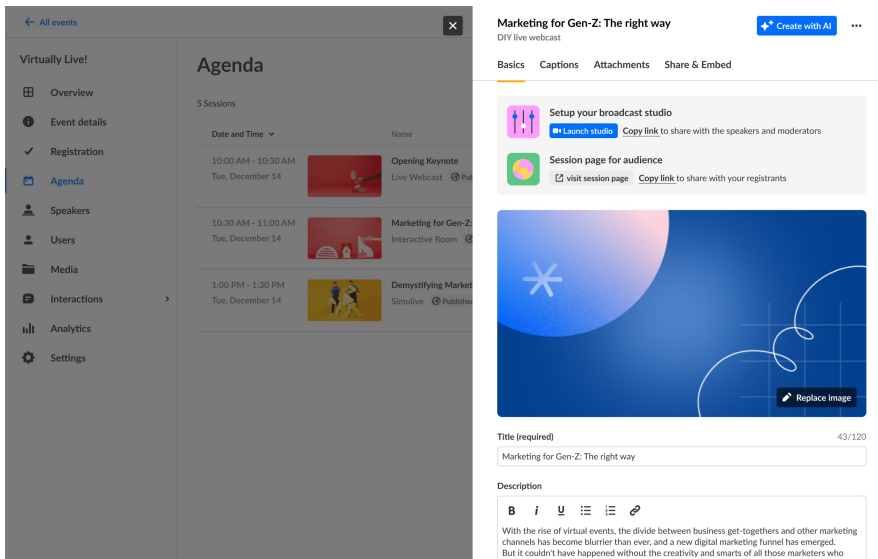 All events
Virtually Live!
Overview
Event details
Registration
Agenda
Speakers
Users
Media
Interactions
Analytics
Settings
Agenda
5 Sessions
Date and Time
Name
10:00 AM - 10:30 AM
Tue, December 14
Opening Keynote
Live Webcast Pub
10:30 AM - 11:00 AM
Tue, December 14
Marketing for Gen-Z:
Interactive Room
1:00 PM - 1:30 PM
Tue, December 14
Demystifying Market
Simulive Published
Marketing for Gen-Z: The right way
DIY live webcast
Create with AI
Basics Captions Attachments Share & Embed
Setup your broadcast studio
Launch studio Copy link to share with the speakers and moderators
Session page for audience
visit session page Copy link to share with your registrants
Replace image
Title (required) 43/120
Marketing for Gen-Z: The right way
Description
B i U
With the rise of virtual events, the divide between business get-togethers and other marketing
channels has become blurrier than ever, and a new digital marketing funnel has emerged.
But it couldn't have happened without the creativity and smarts of all those marketers who